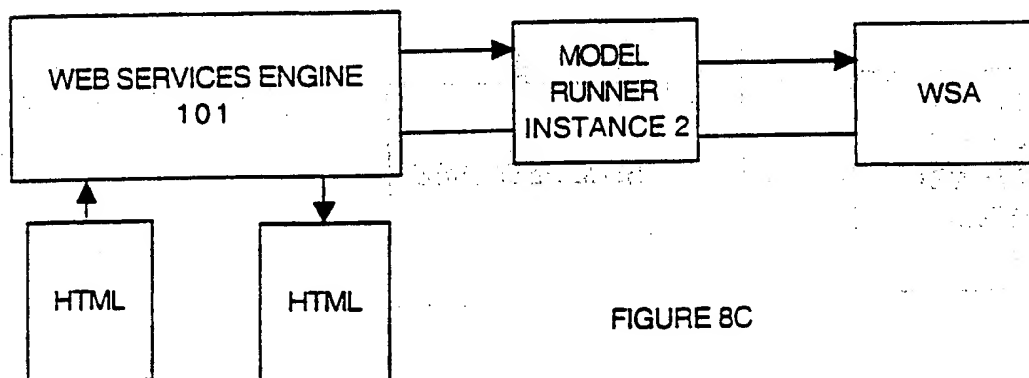 WEB SERVICES ENGINE
101
MODEL
RUNNER
INSTANCE 2
WSA
HTML
HTML
FIGURE 8C